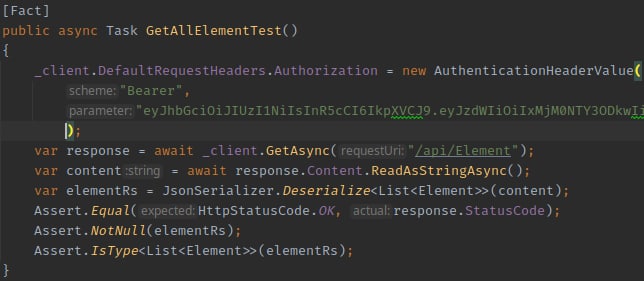 [Fact]
public async Task GetAllElementTest()
{
_client.DefaultRequestHeaders.Authorization = new AuthenticationHeaderValue(
scheme: "Bearer",
parameter: "eyJhbGciOiJIUzI1NiIsInR5cCI6IkpXVCJ9.eyJzdWIiOiIxMjM0NTY3ODkwIi
);
var response = await _client.GetAsync( requestUri: "/api/Element");
var content :string = await response.Content.ReadAsStringAsync();
var elementRs = JsonSerializer.Deserialize<List<Element>>(content);
Assert.Equal( expected: HttpStatusCode.OK, actual: response.StatusCode);
Assert.NotNull(elementRs);
Assert.IsType<List<Element>>(elementRs);
}